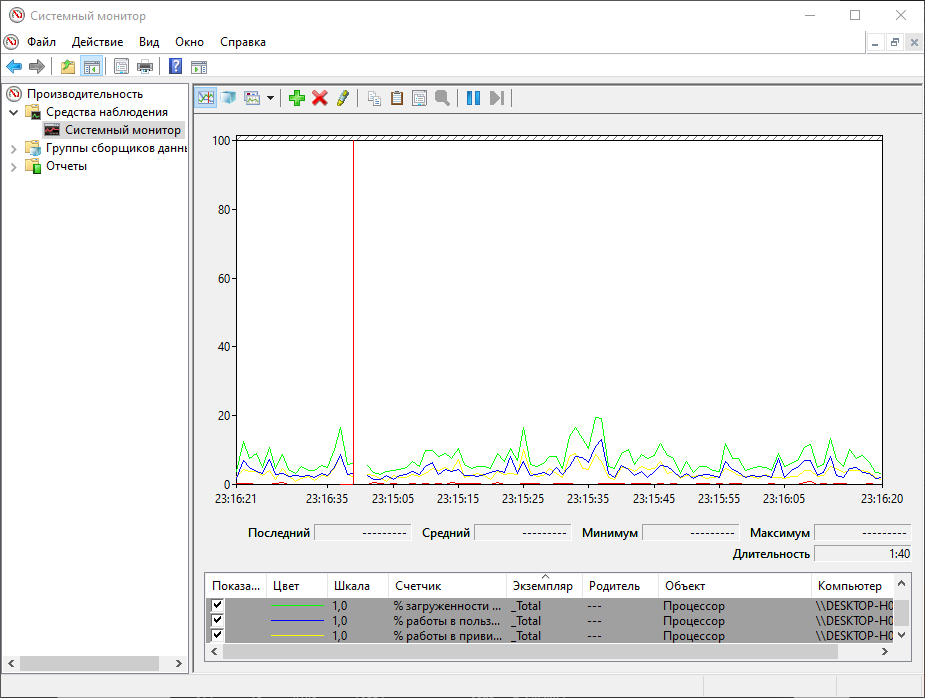 Системный монитор
Файл Действие Вид Окно Справка
Производительность
Средства наблюдения
Системный монитор
Группы сборщиков данн
Отчеты
100
80
60
40
20
0
23:16:21 23:16:35 23:15:05 23:15:15 23:15:25 23:15:35 23:15:45 23:15:55 23:16:05 23:16:20
Последний --------- Средний --------- Минимум --------- Максимум ---------
Длительность 1:40
Показа... Цвет Шкала Счетчик Экземпляр Родитель Объект Компьютер
1,0 % загруженности ... _Total --- Процессор \\DESKTOP-H0
1,0 % работы в польз... _Total --- Процессор \\DESKTOP-H0
1,0 % работы в приви... _Total --- Процессор \\DESKTOP-H0